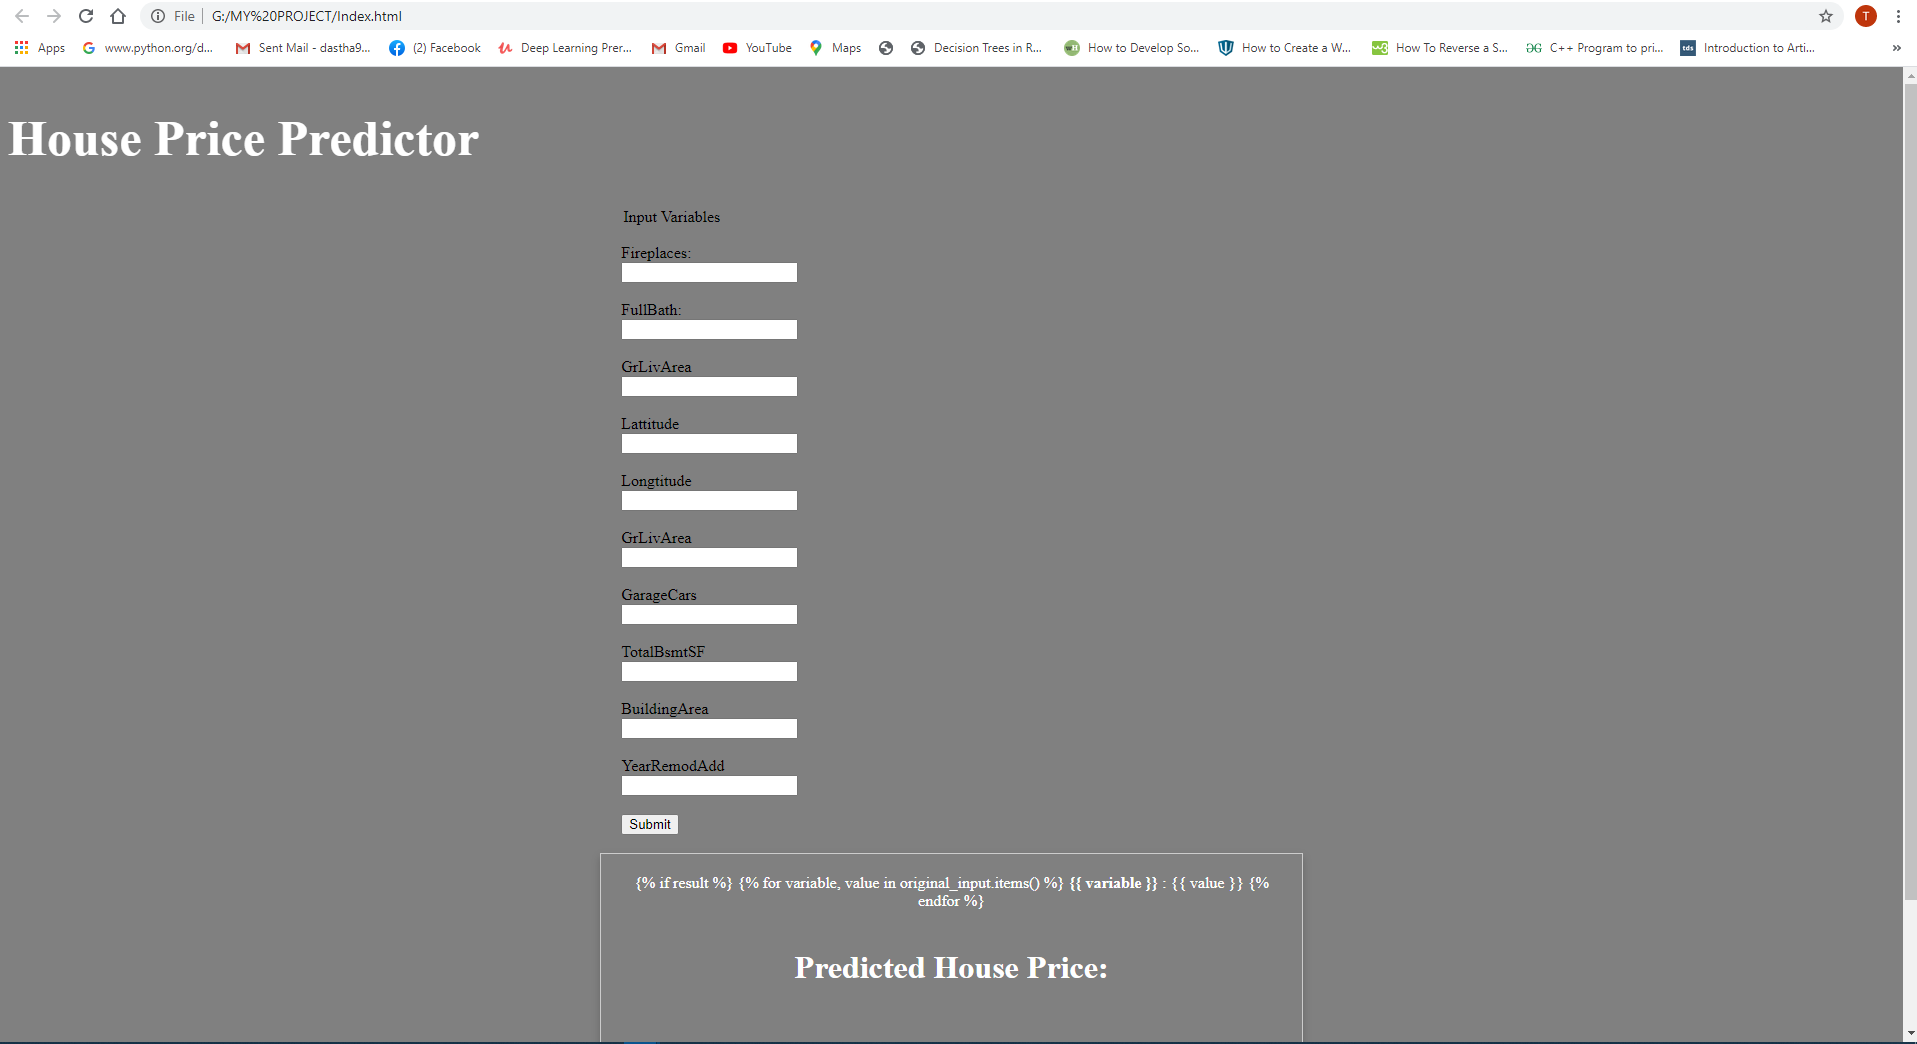 File | G:/MY%20PROJECT/Index.html T
Apps www.python.org/d... Sent Mail - dastha9... (2) Facebook Deep Learning Prer... Gmail YouTube Maps Decision Trees in R... How to Develop So... How to Create a W... How To Reverse a S... C++ Program to pri... tds Introduction to Arti... »
House Price Predictor
Input Variables
Fireplaces:
FullBath:
GrLivArea
Lattitude
Longtitude
GrLivArea
GarageCars
TotalBsmtSF
BuildingArea
YearRemodAdd
Submit
{% if result %} {% for variable, value in original_input.items() %} {{ variable }} : {{ value }} {%
endfor %}
Predicted House Price: